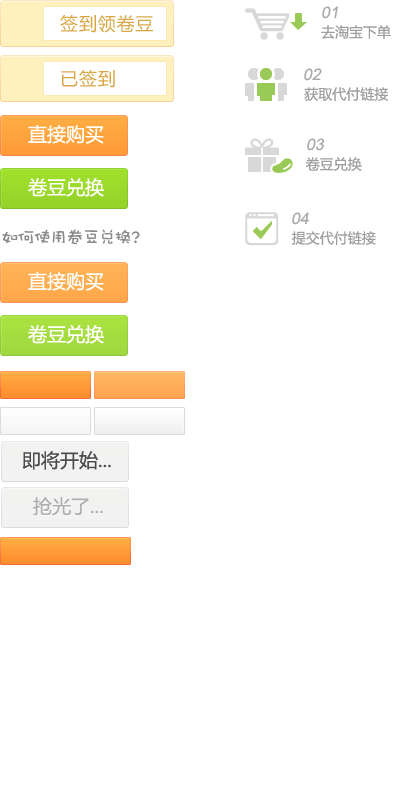 签到领卷豆
已签到
直接购买
卷豆兑换
如何使用卷豆兑换?
直接购买
卷豆兑换
即将开始...
抢光了...
01
去淘宝下单
02
获取代付链接
03
卷豆兑换
04
提交代付链接